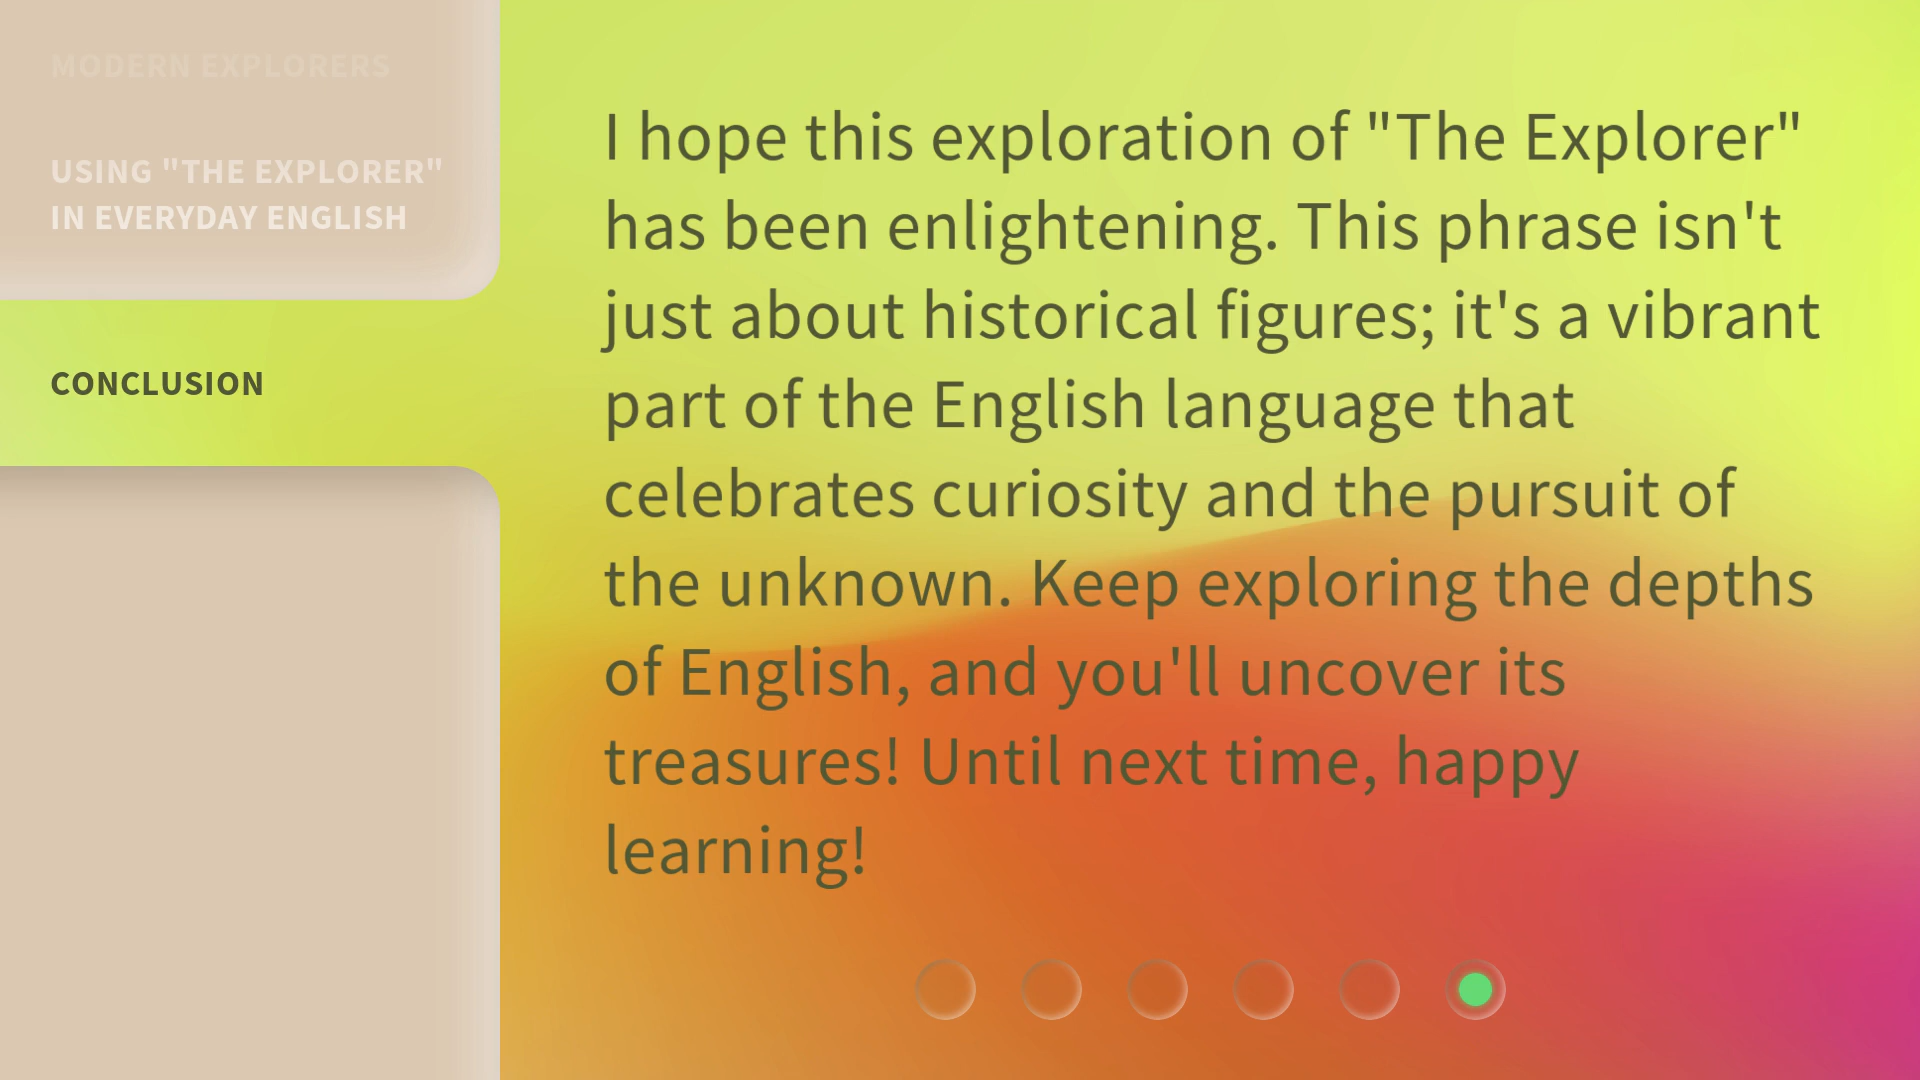 MODERN EXPLORERS
USING "THE EXPLORER"
IN EVERYDAY ENGLISH
CONCLUSION
I hope this exploration of "The Explorer"
has been enlightening. This phrase isn't
just about historical figures; it's a vibrant
part of the English language that
celebrates curiosity and the pursuit of
the unknown. Keep exploring the depths
of English, and you'll uncover its
treasures! Until next time, happy
learning!